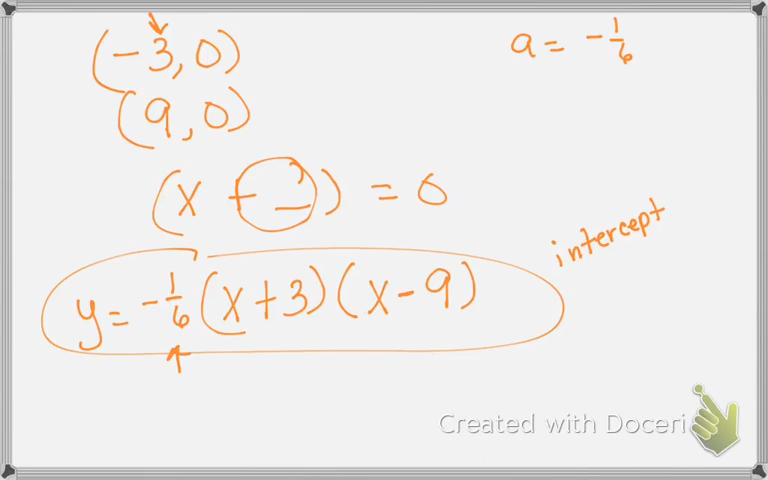 (-3, 0)
a = -1/6
(9, 0)
(x + _?) = 0
intercept
y = -1/6 (x+3)(x-9)
Created with Doceri